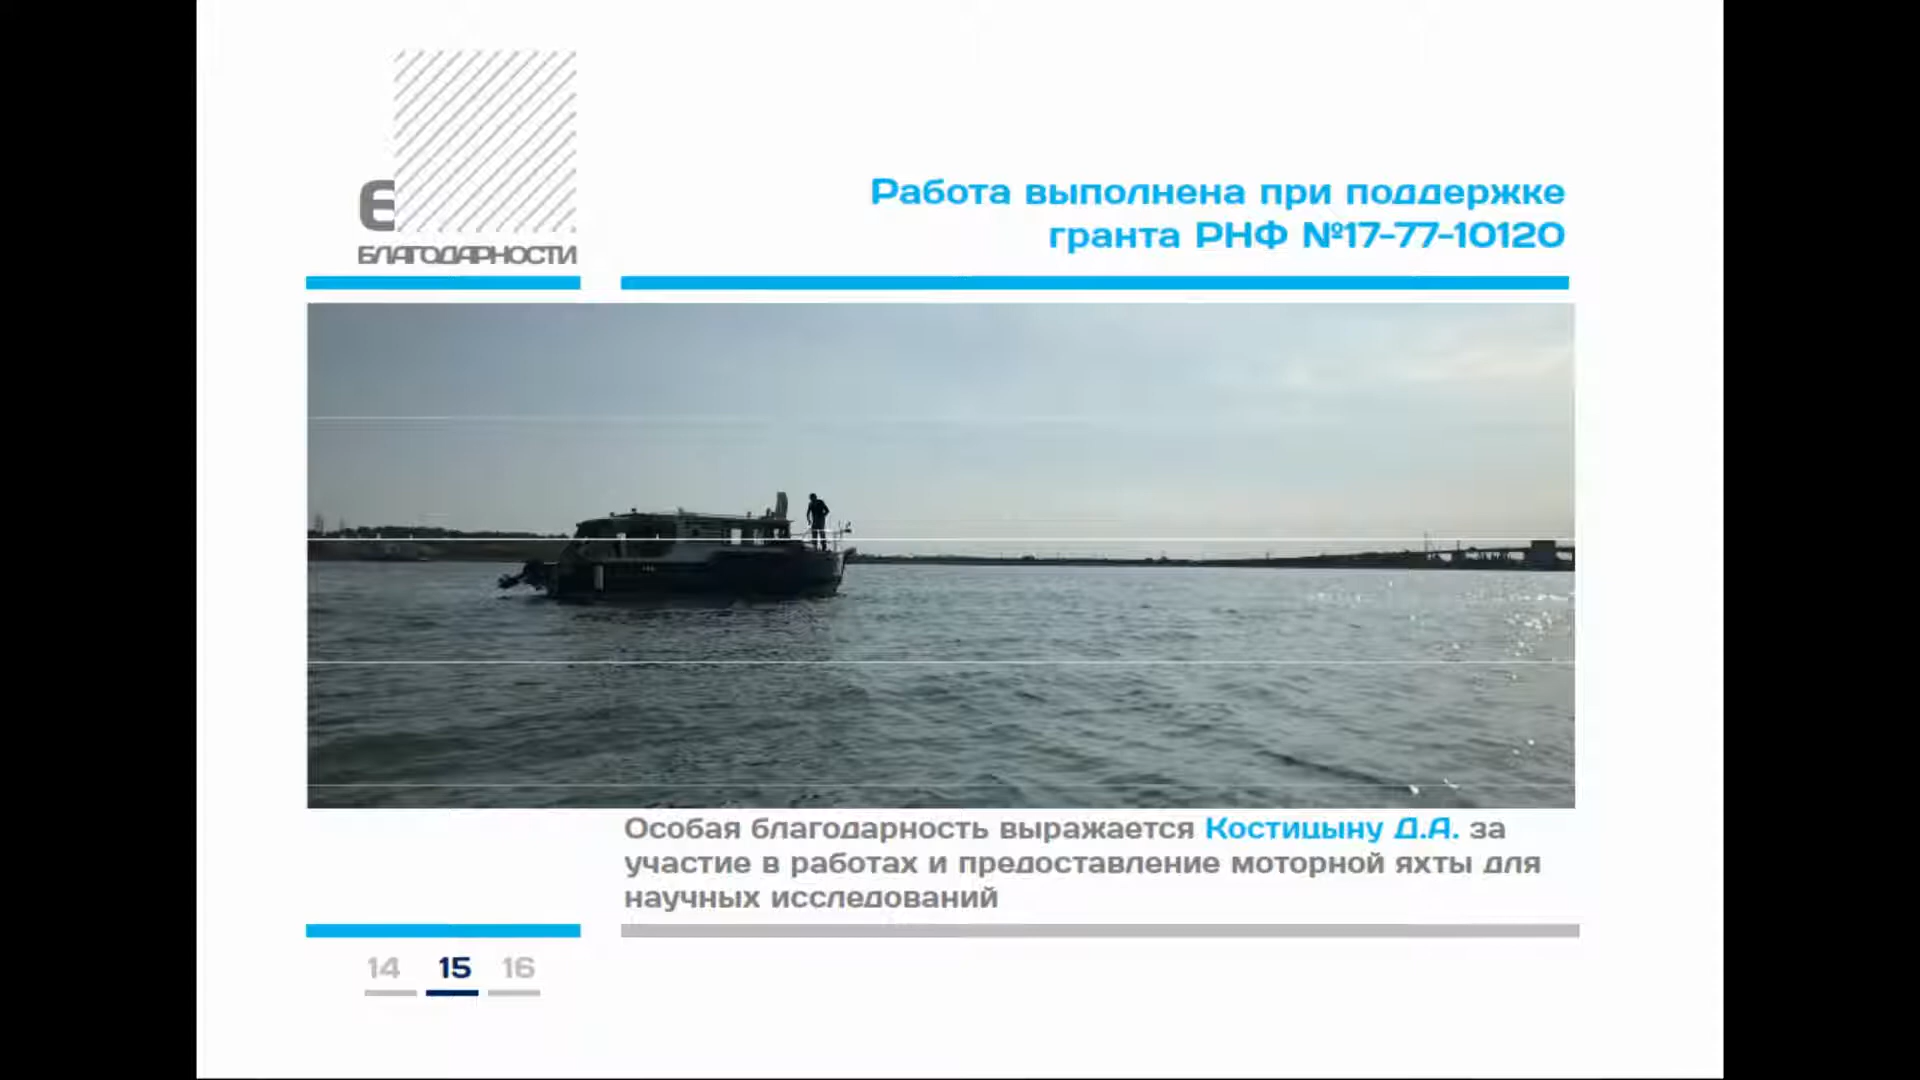 6
БЛАГОДАРНОСТИ
Работа выполнена при поддержке
гранта РНФ №17-77-10120
Особая благодарность выражается Костицыну Д.А. за
участие в работах и предоставление моторной яхты для
научных исследований
14 15 16